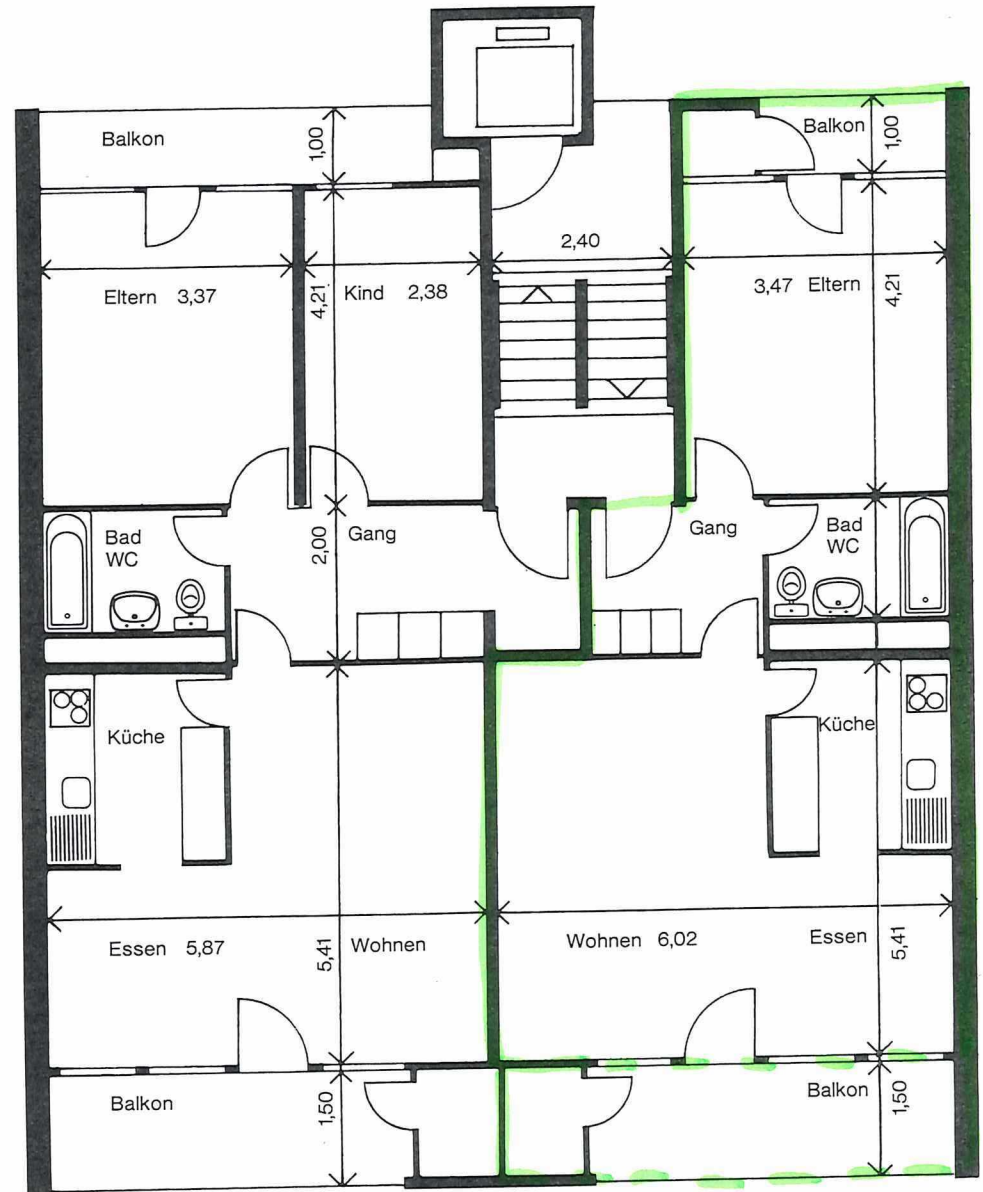 Balkon
1,00
Balkon
1,00
2,40
Eltern 3,37
4,21
Kind 2,38
3,47 Eltern
4,21
Bad
WC
2,00
Gang
Gang
Bad
WC
Küche
Küche
Essen 5,87
5,41
Wohnen
Wohnen 6,02
Essen
5,41
Balkon
1,50
Balkon
1,50